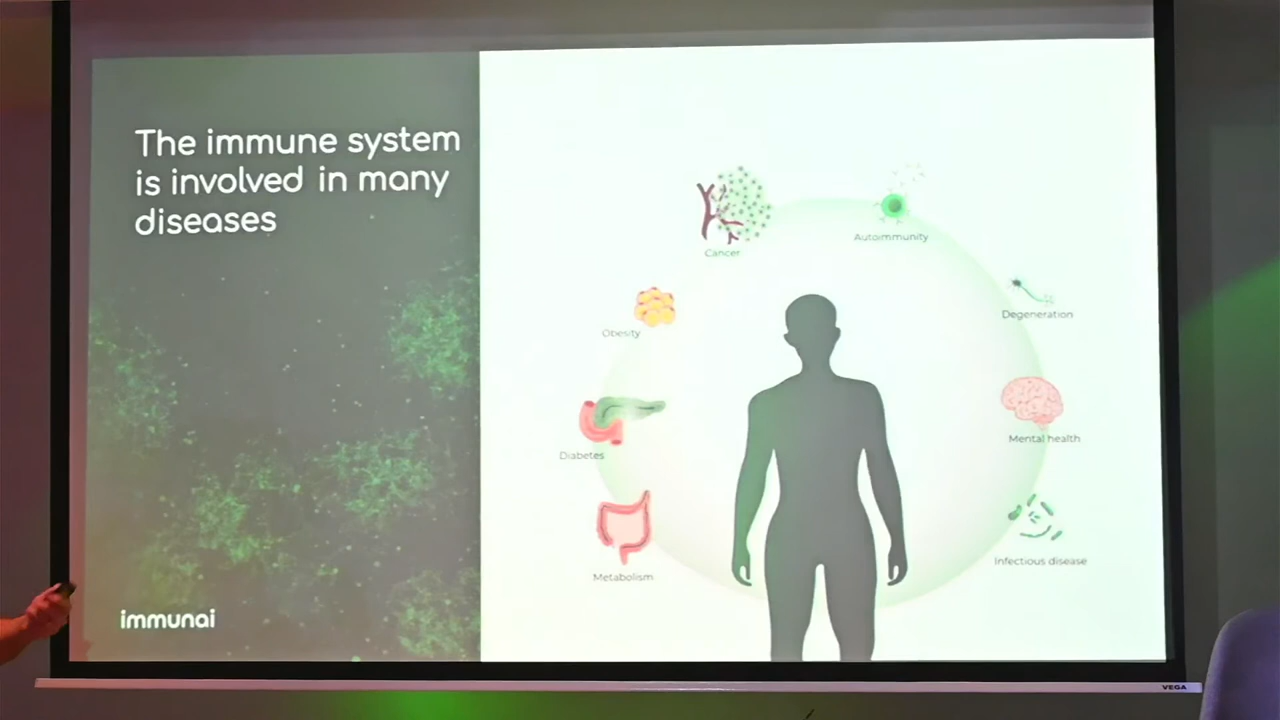 The immune system
is involved in many
diseases
immunai
Cancer
Autoimmunity
Obesity
Degeneration
Diabetes
Mental health
Metabolism
Infectious disease
VEGA